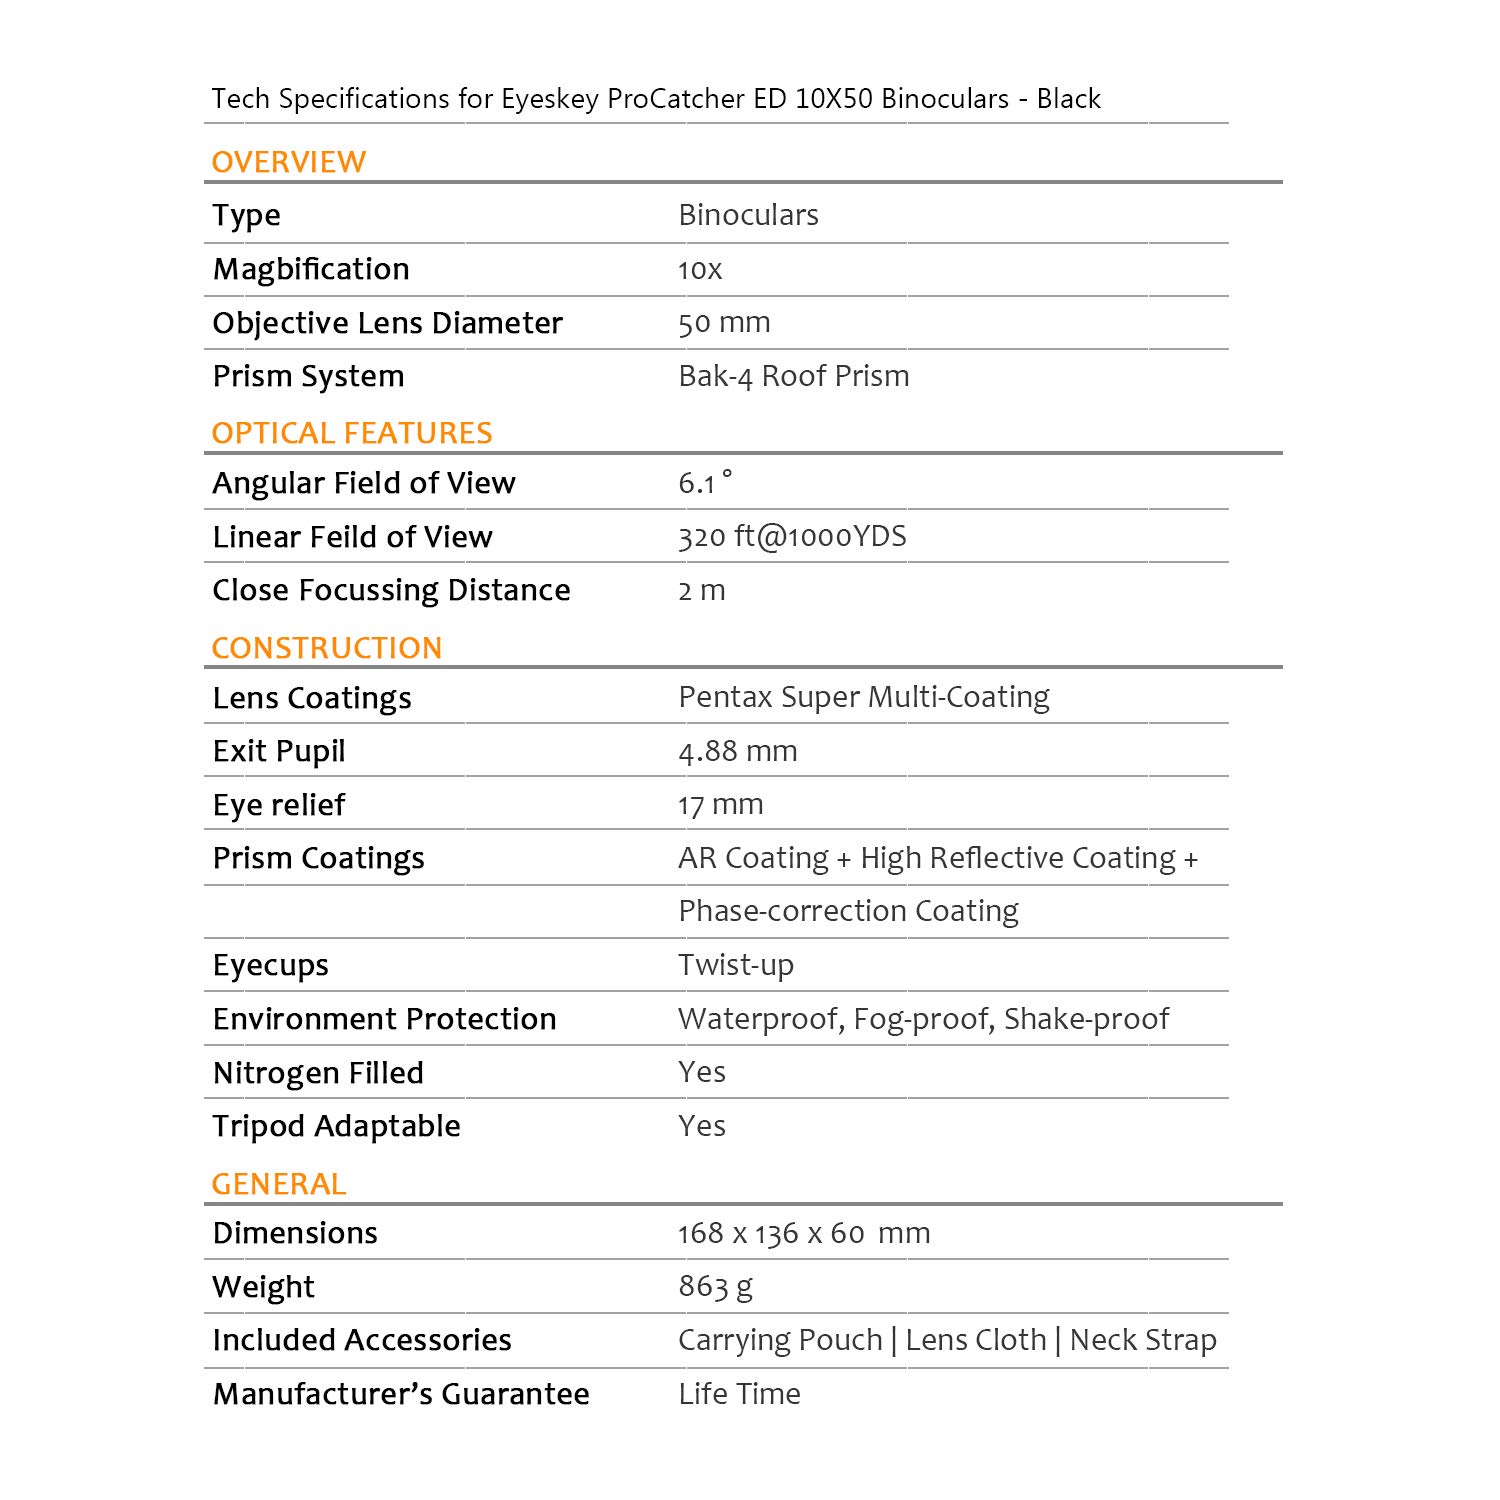 Tech Specifications for Eyeskey ProCatcher ED 10X50 Binoculars - Black
OVERVIEW
Type Binoculars
Magbification 10x
Objective Lens Diameter 50 mm
Prism System Bak-4 Roof Prism
OPTICAL FEATURES
Angular Field of View 6.1°
Linear Feild of View 320 ft@1000YDS
Close Focussing Distance 2 m
CONSTRUCTION
Lens Coatings Pentax Super Multi-Coating
Exit Pupil 4.88 mm
Eye relief 17 mm
Prism Coatings AR Coating + High Reflective Coating +
Phase-correction Coating
Eyecups Twist-up
Environment Protection Waterproof, Fog-proof, Shake-proof
Nitrogen Filled Yes
Tripod Adaptable Yes
GENERAL
Dimensions 168 x 136 x 60 mm
Weight 863 g
Included Accessories Carrying Pouch | Lens Cloth | Neck Strap
Manufacturer’s Guarantee Life Time